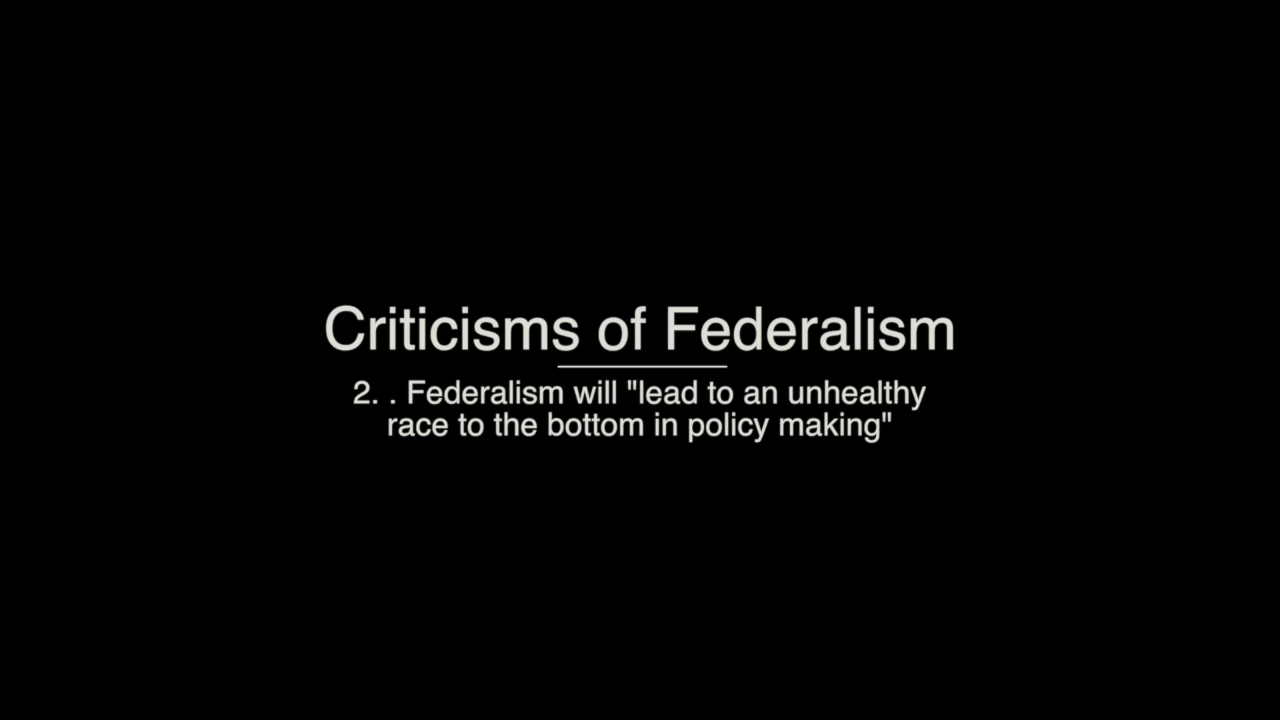 Criticisms of Federalism
2. . Federalism will "lead to an unhealthy
race to the bottom in policy making"